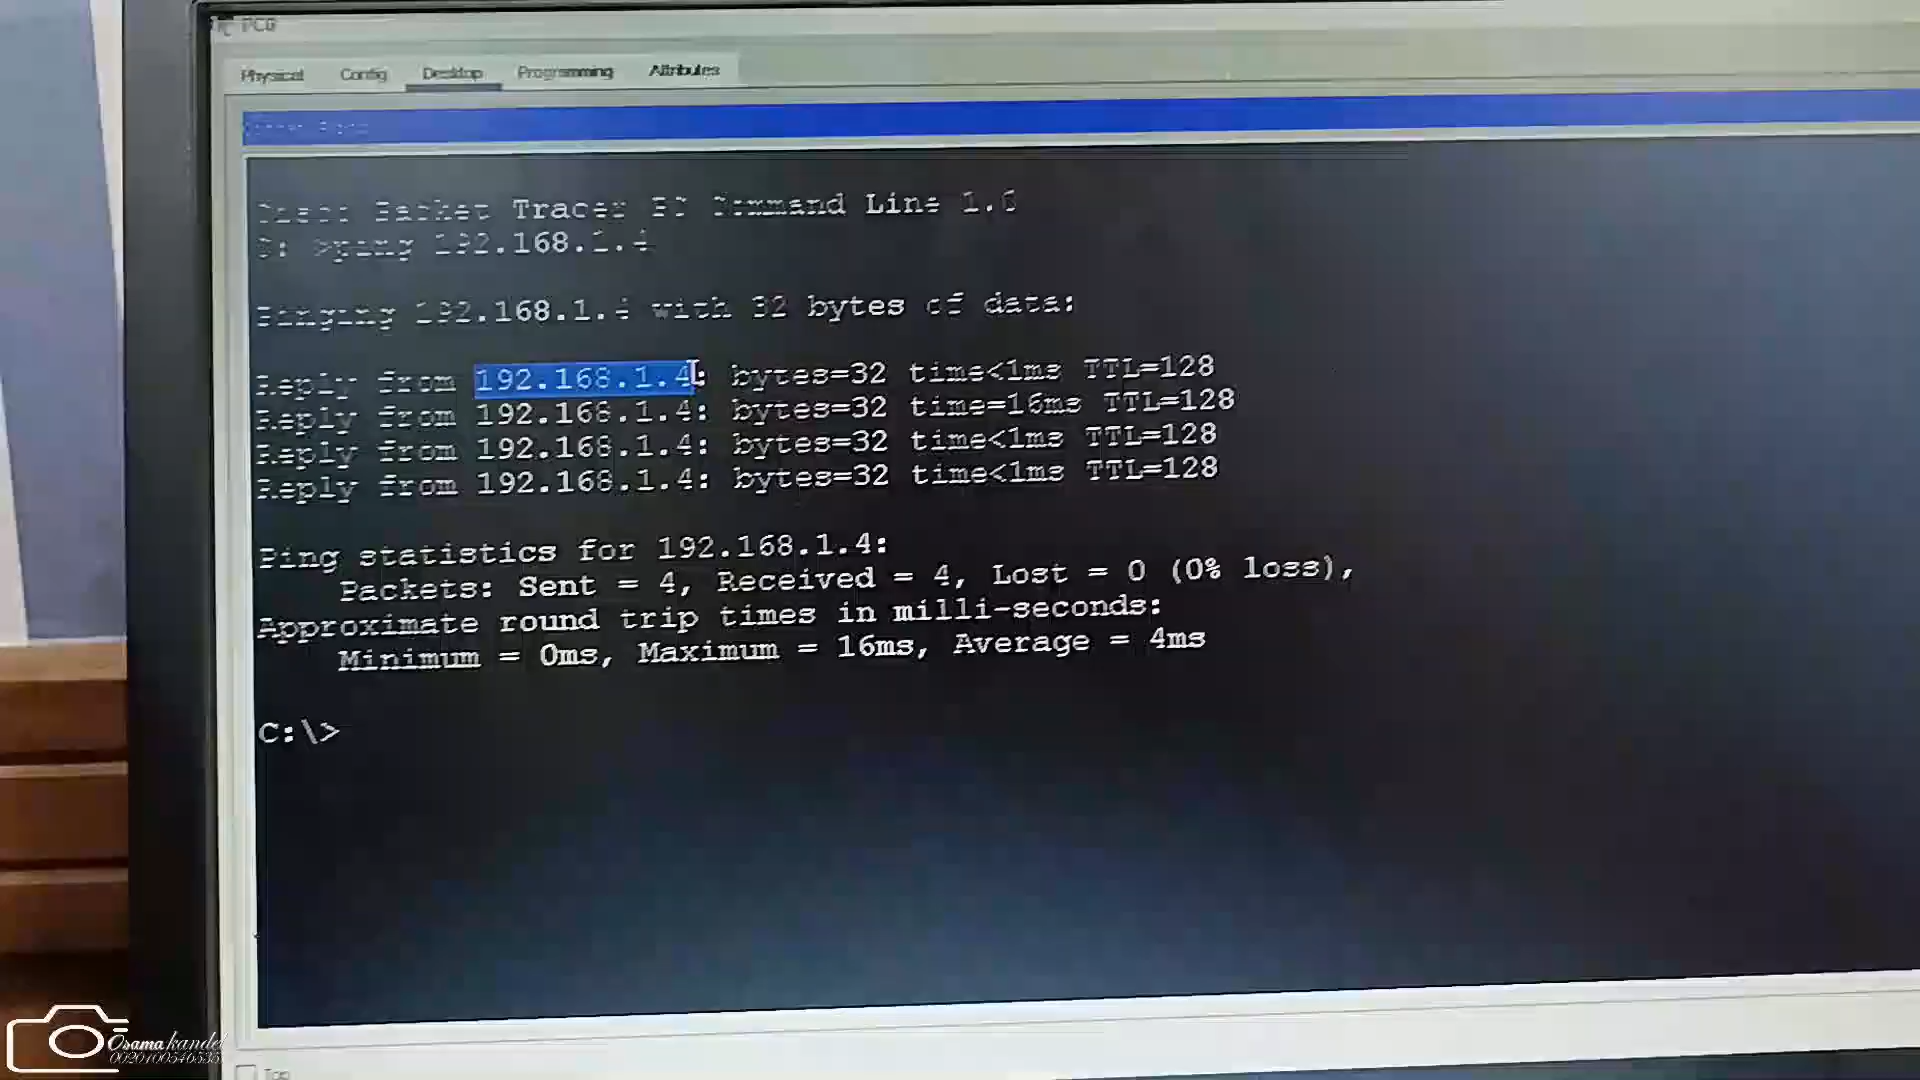 Physical Config Desktop Programming Attributes
Packet Tracer Command Line
ping 192.168.1.4
Pinging 192.168.1.4 with 32 bytes of data:
Reply from 192.168.1.4: bytes=32 time<1ms TTL=128
Reply from 192.168.1.4: bytes=32 time=16ms TTL=128
Reply from 192.168.1.4: bytes=32 time<1ms TTL=128
Reply from 192.168.1.4: bytes=32 time<1ms TTL=128
Ping statistics for 192.168.1.4:
Packets: Sent = 4, Received = 4, Lost = 0 (0% loss),
Approximate round trip times in milli-seconds:
Minimum = 0ms, Maximum = 16ms, Average = 4ms
C:\>
Osama kandel
Top